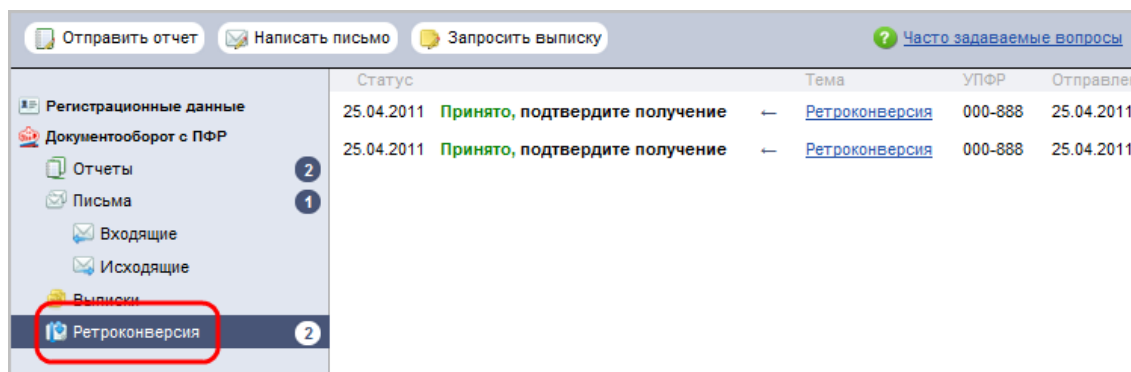 Отправить отчет Написать письмо Запросить выписку ? Часто задаваемые вопросы
Статус Тема УПФР Отправлен
Регистрационные данные
25.04.2011 Принято, подтвердите получение ← Ретроконверсия 000-888 25.04.2011
Документооборот с ПФР
25.04.2011 Принято, подтвердите получение ← Ретроконверсия 000-888 25.04.2011
Отчеты 2
Письма 1
Входящие
Исходящие
Выписки
Ретроконверсия 2